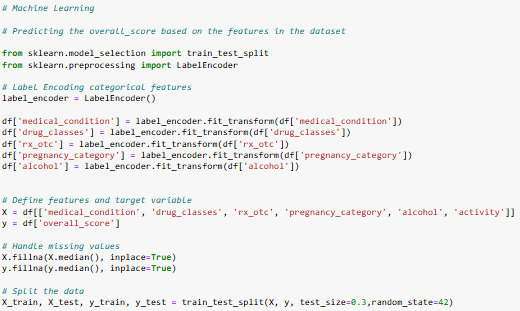 # Machine Learning
# Predicting the overall_score based on the features in the dataset
from sklearn.model_selection import train_test_split
from sklearn.preprocessing import LabelEncoder
# Label Encoding categorical features
label_encoder = LabelEncoder()
df['medical_condition'] = label_encoder.fit_transform(df['medical_condition'])
df['drug_classes'] = label_encoder.fit_transform(df['drug_classes'])
df['rx_otc'] = label_encoder.fit_transform(df['rx_otc'])
df['pregnancy_category'] = label_encoder.fit_transform(df['pregnancy_category'])
df['alcohol'] = label_encoder.fit_transform(df['alcohol'])
# Define features and target variable
X = df[['medical_condition', 'drug_classes', 'rx_otc', 'pregnancy_category', 'alcohol', 'activity']]
y = df['overall_score']
# Handle missing values
X.fillna(X.median(), inplace=True)
y.fillna(y.median(), inplace=True)
# Split the data
X_train, X_test, y_train, y_test = train_test_split(X, y, test_size=0.3,random_state=42)